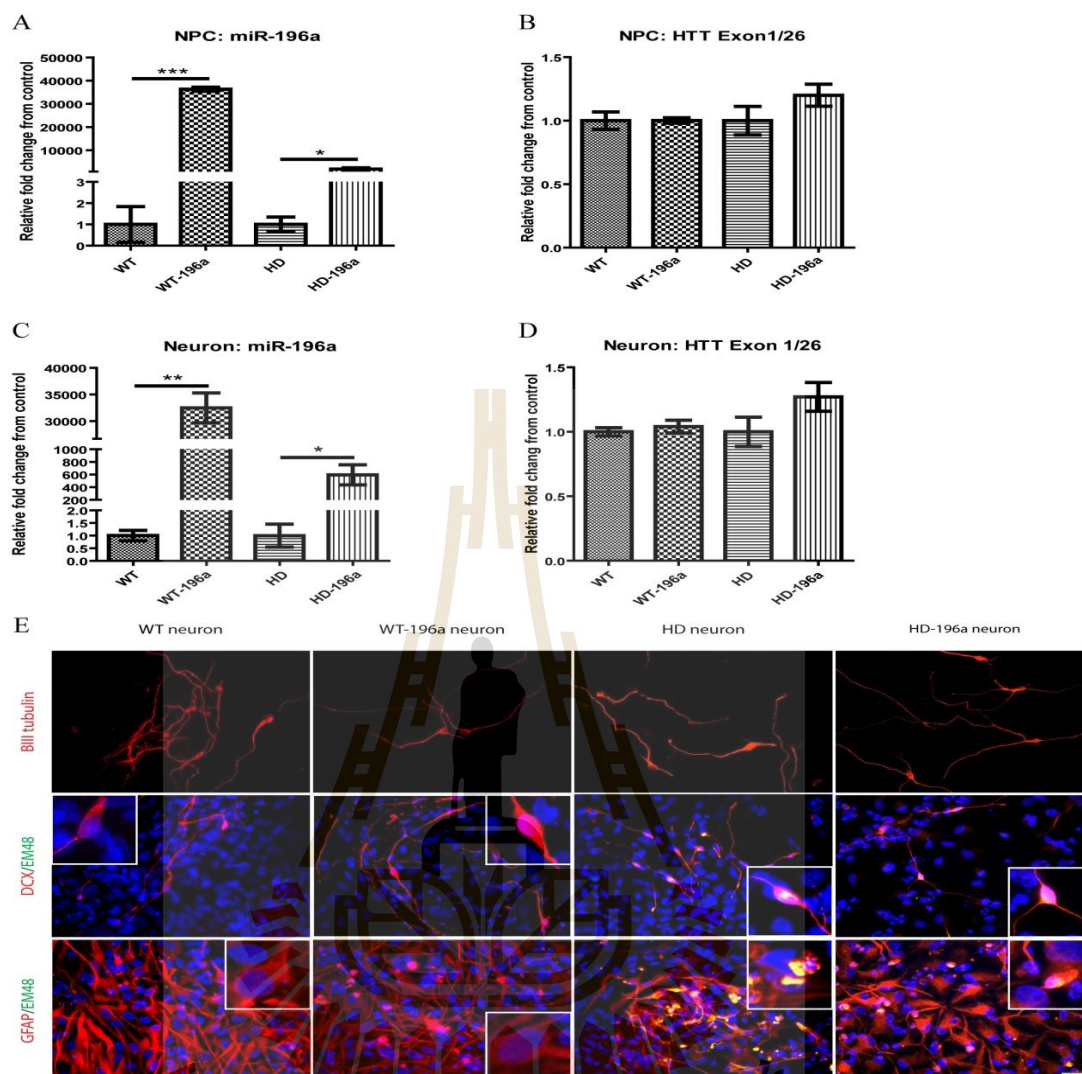 A
NPC: miR-196a
Relative fold change from control
50000
40000
30000
20000
10000
3
2
1
0
***
*
WT
WT-196a
HD
HD-196a
B
NPC: HTT Exon1/26
Relative fold change from control
1.5
1.0
0.5
0.0
WT
WT-196a
HD
HD-196a
C
Neuron: miR-196a
Relative fold change from control
35000
30000
1000
800
600
400
200
2.0
1.5
1.0
0.5
0.0
**
*
WT
WT-196a
HD
HD-196a
D
Neuron: HTT Exon 1/26
Relative fold chang from control
1.5
1.0
0.5
0.0
WT
WT-196a
HD
HD-196a
E
WT neuron
WT-196a neuron
HD neuron
HD-196a neuron
BIII tubulin
DCX/EM48
GFAP/EM48